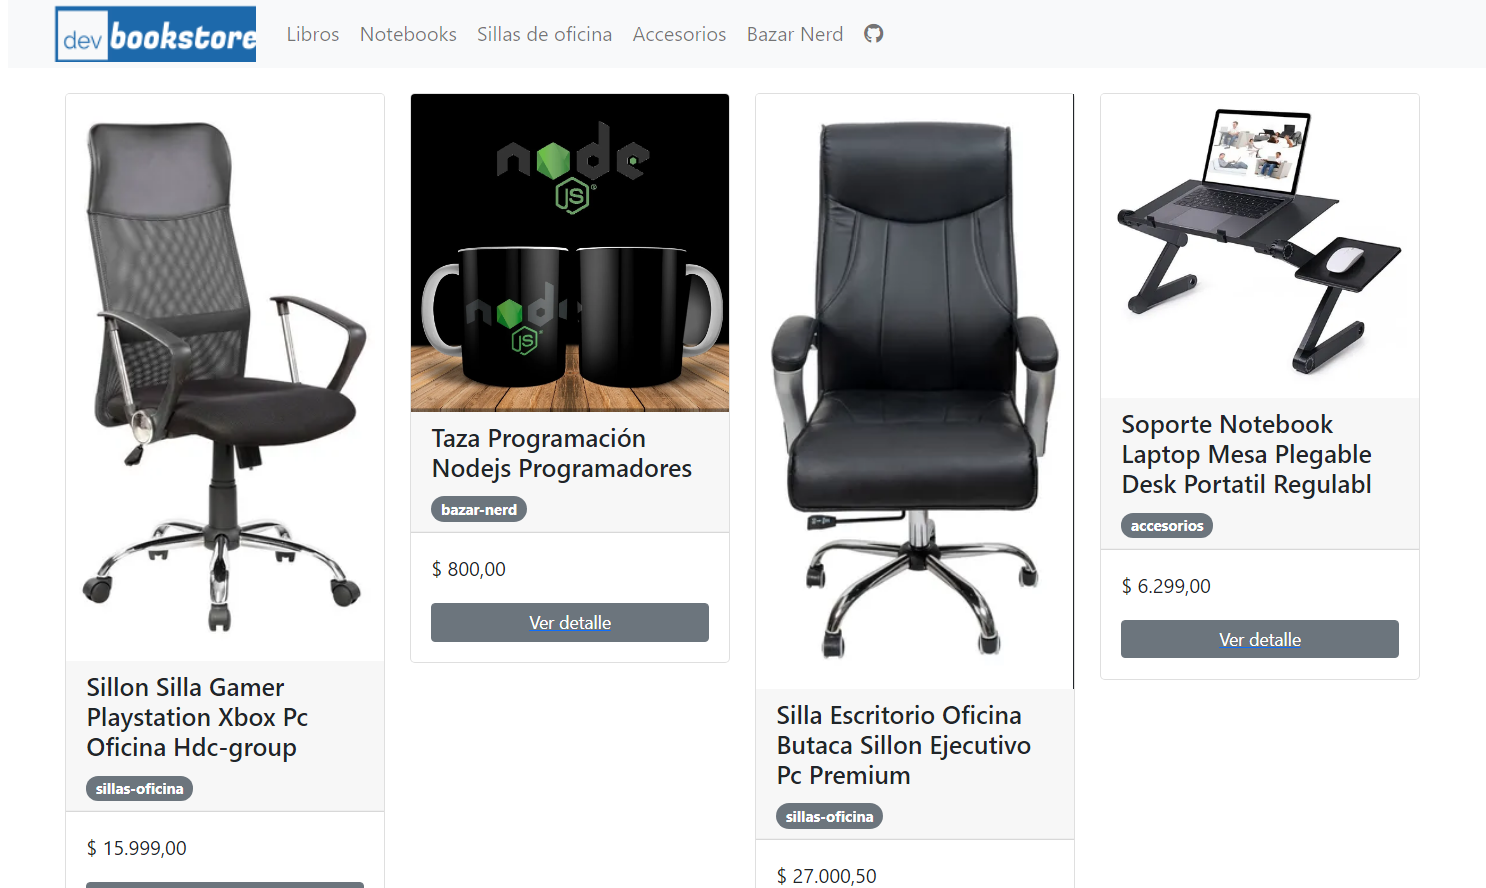 dev bookstore
Libros Notebooks Sillas de oficina Accesorios Bazar Nerd
Sillon Silla Gamer
Playstation Xbox Pc
Oficina Hdc-group
sillas-oficina
$ 15.999,00
node
JS
node
JS
Taza Programación
Nodejs Programadores
bazar-nerd
$ 800,00
Ver detalle
Silla Escritorio Oficina
Butaca Sillon Ejecutivo
Pc Premium
sillas-oficina
$ 27.000,50
Soporte Notebook
Laptop Mesa Plegable
Desk Portatil Regulabl
accesorios
$ 6.299,00
Ver detalle